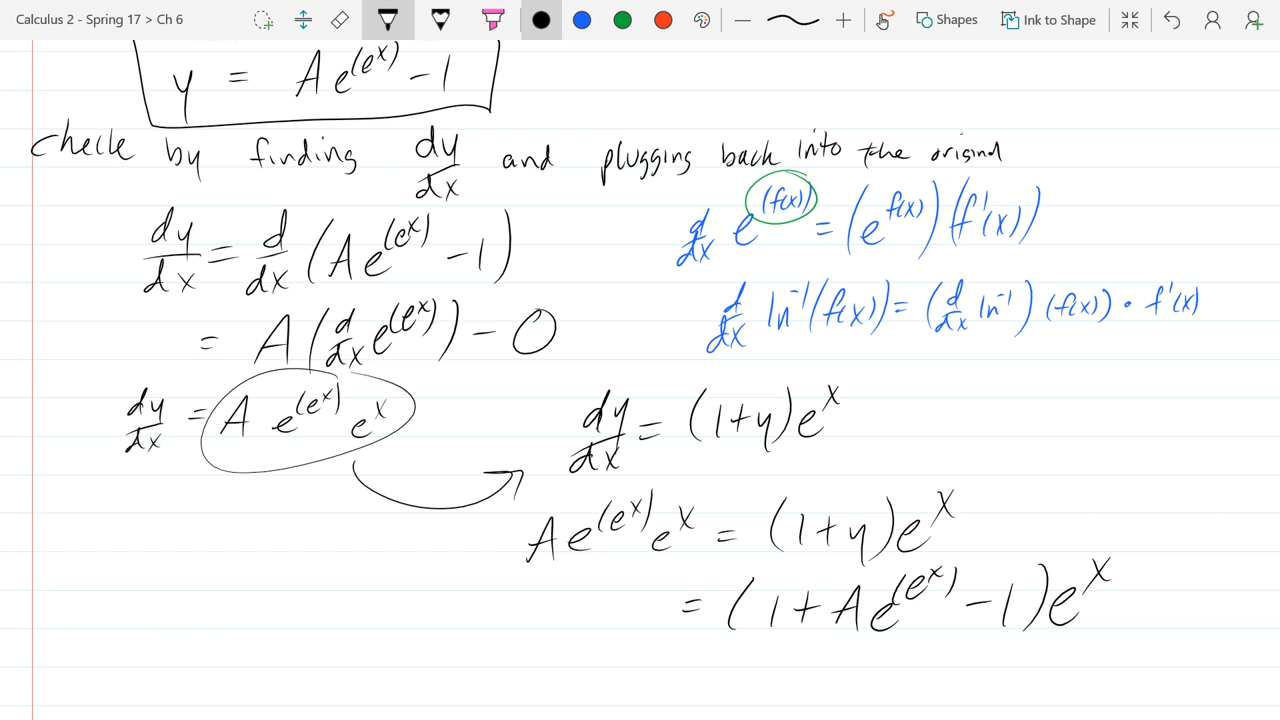 Calculus 2 - Spring 17 > Ch 6 Shapes Ink to Shape
y = Ae^(e^x) - 1
Check by finding dy/dx and plugging back into the original
dy/dx = d/dx (Ae^(e^x) - 1)
= A(d/dx e^(e^x)) - 0
dy/dx = A e^(e^x) e^x
d/dx e^(f(x)) = (e^f(x))(f'(x))
d/dx ln^-1(f(x)) = (d/dx ln^-1)(f(x)) · f'(x)
dy/dx = (1+y)e^x
Ae^(e^x) e^x = (1+y)e^x
= (1 + Ae^(e^x) - 1)e^x